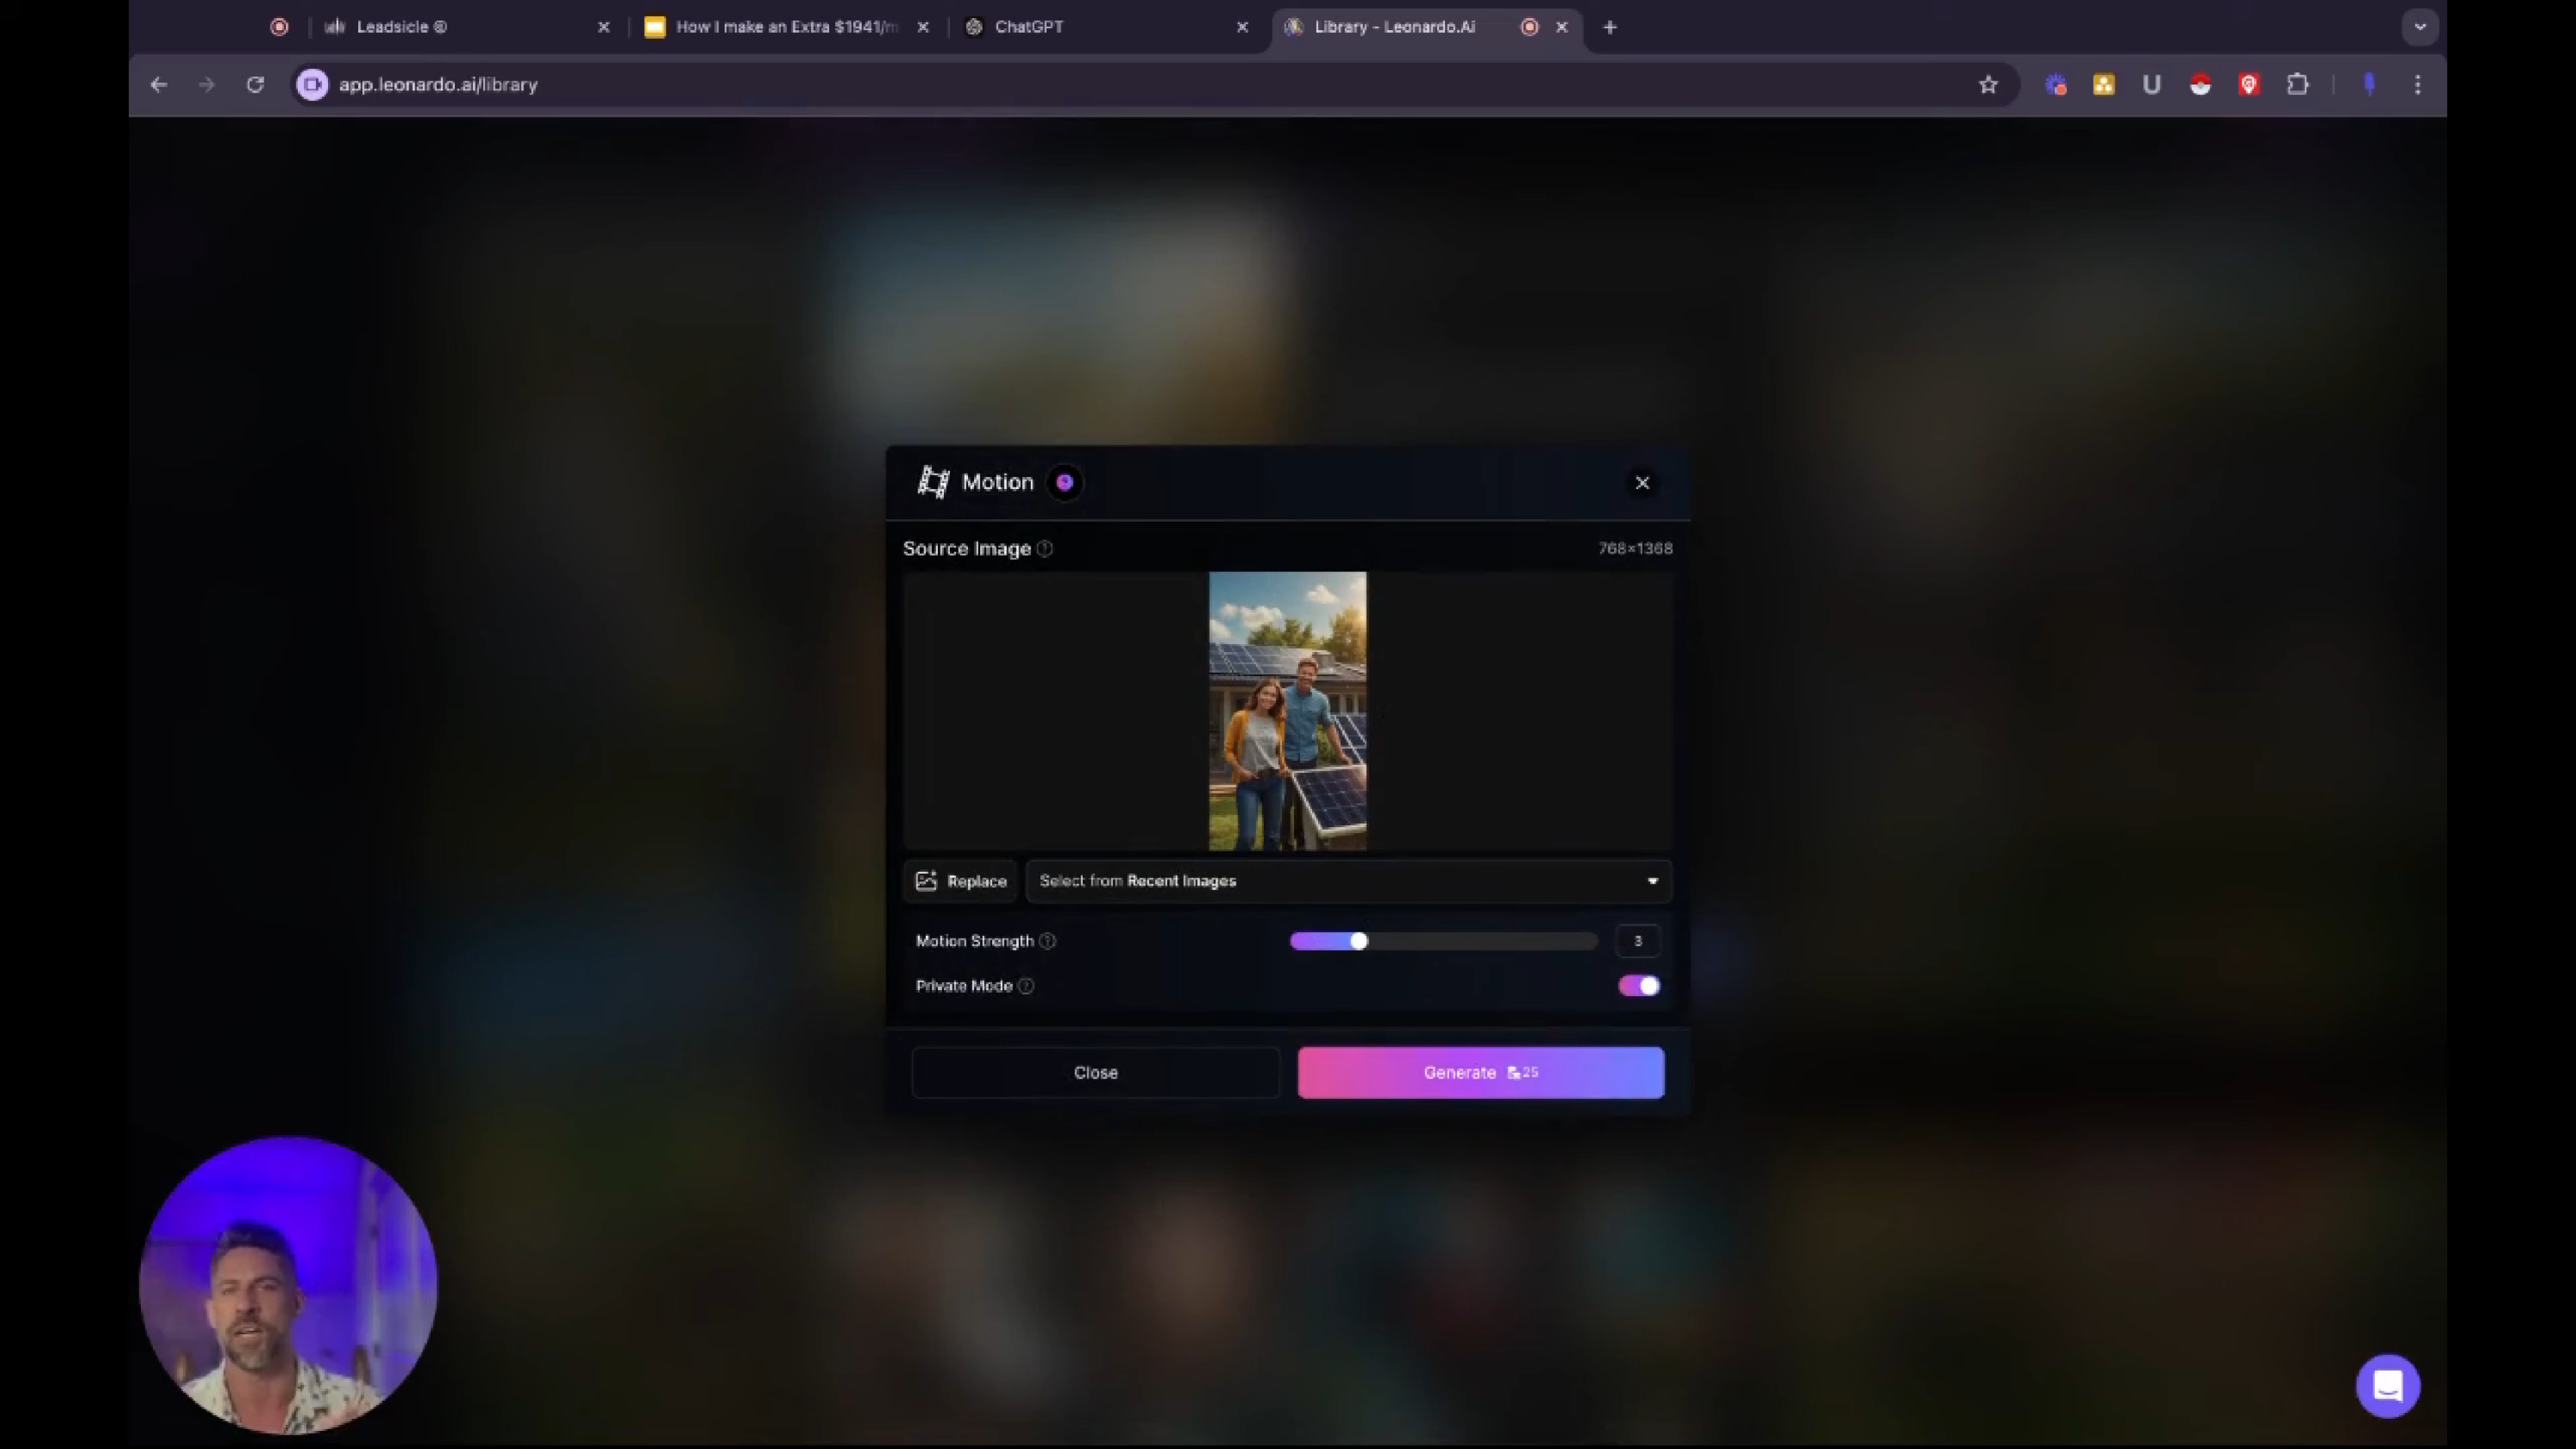 Leadsicle ®
How I make an Extra $1941/m
ChatGPT
Library - Leonardo.Ai
app.leonardo.ai/library
U
Motion
Source Image
768×1368
Replace
Select from Recent Images
Motion Strength
3
Private Mode
Close
Generate 25